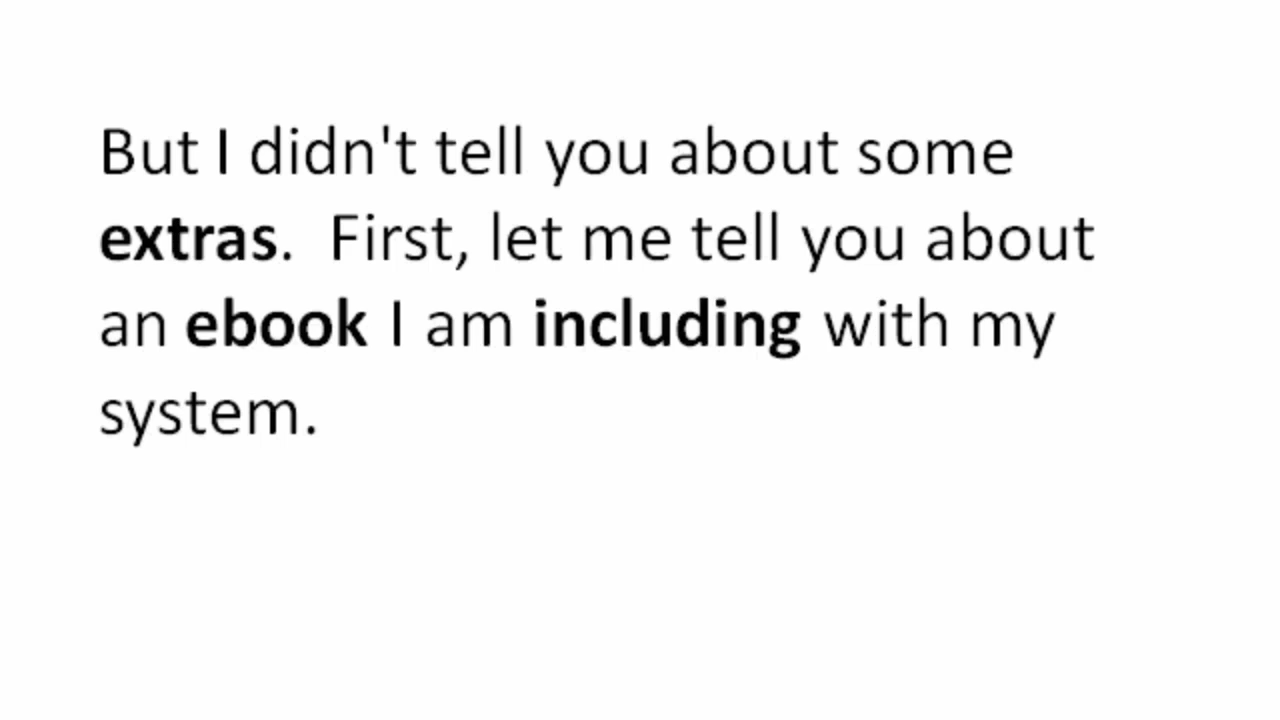 But I didn't tell you about some
extras.  First, let me tell you about
an ebook I am including with my
system.